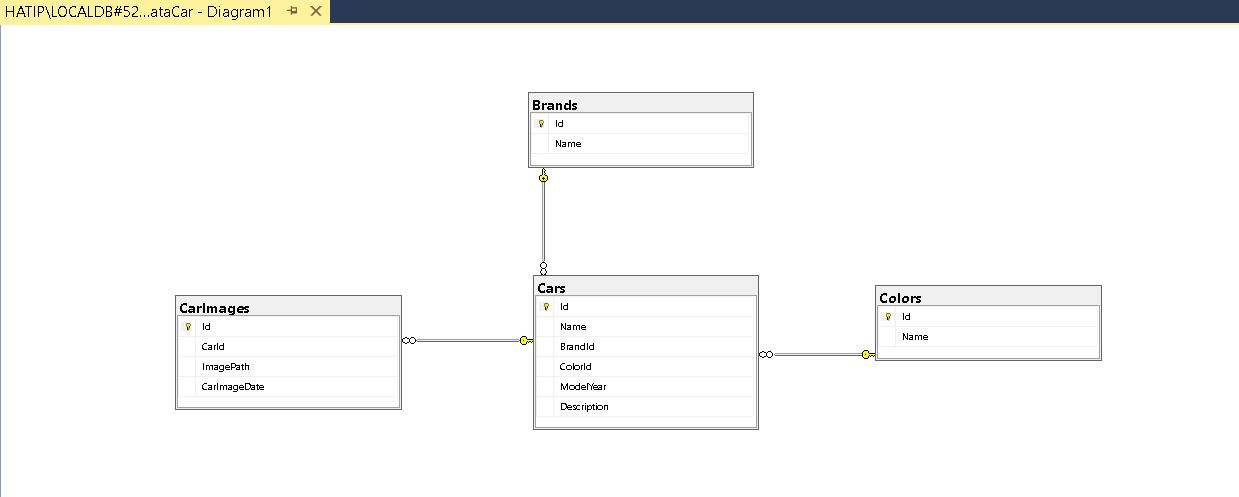 HATIP\LOCALDB#52...ataCar - Diagram1
Brands
Id
Name
CarImages
Id
CarId
ImagePath
CarImageDate
Cars
Id
Name
BrandId
ColorId
ModelYear
Description
Colors
Id
Name